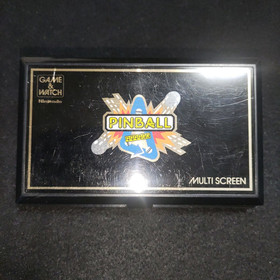 GAME
&
WATCH
Nintendo
PINBALL
MULTI SCREEN